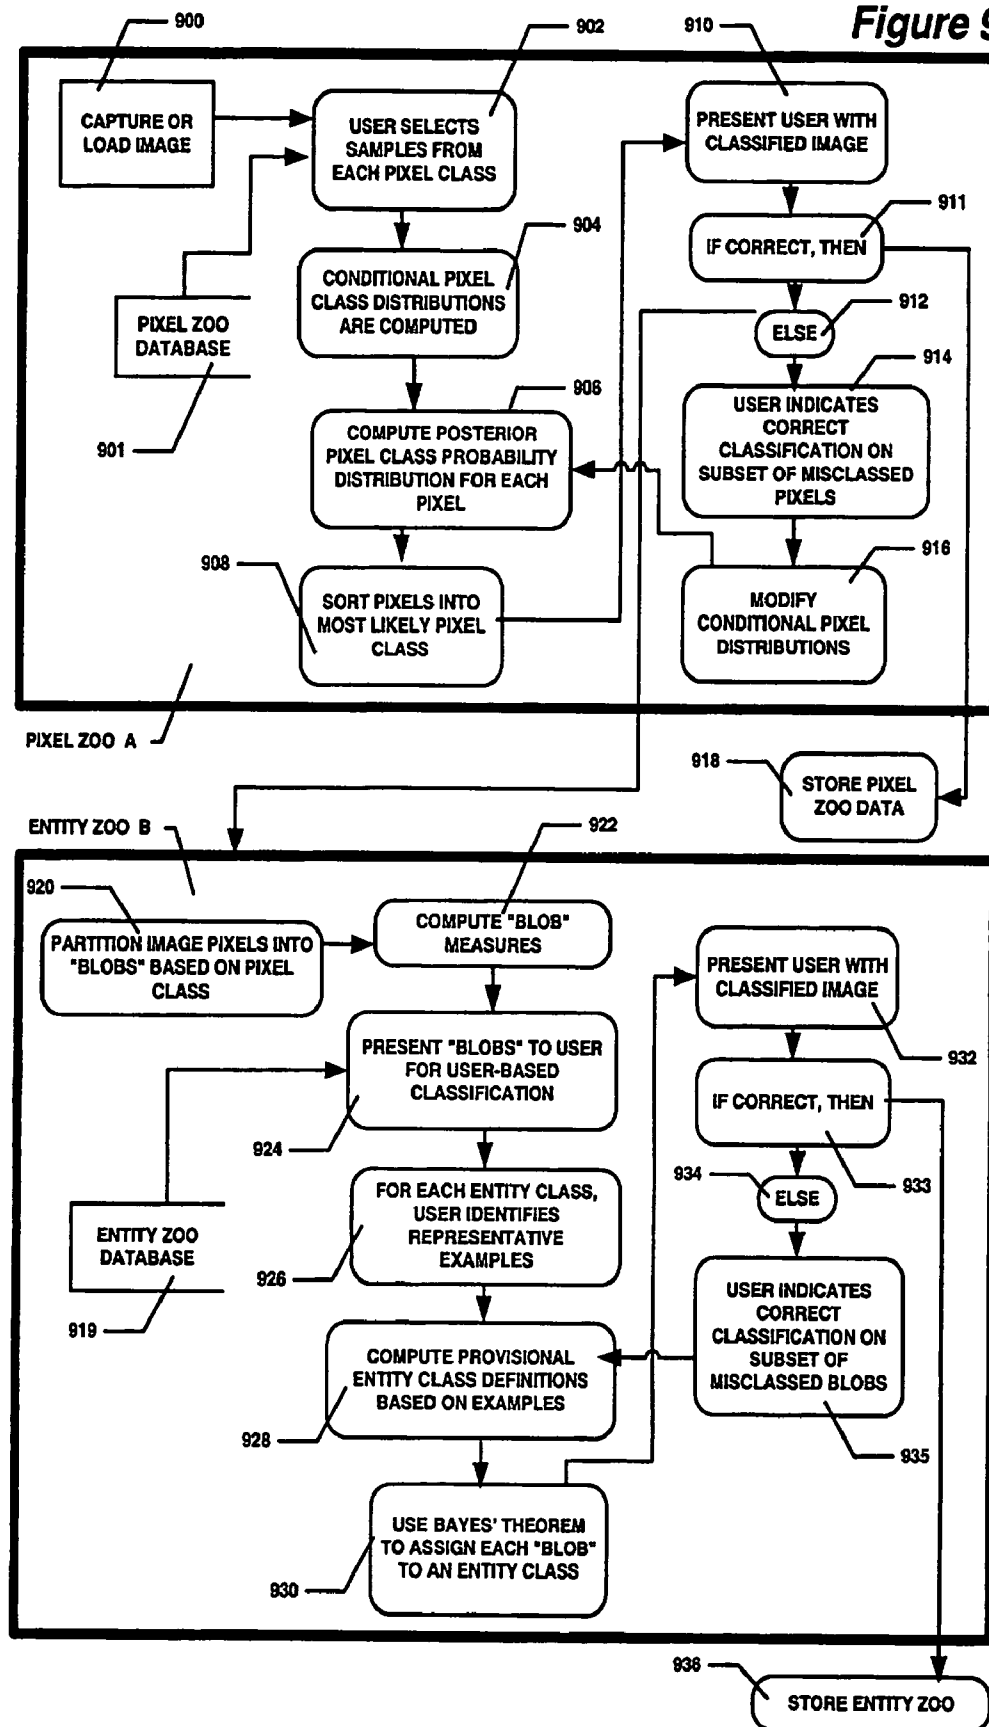 Figure 9
900
902
910
CAPTURE OR
LOAD IMAGE
USER SELECTS
SAMPLES FROM
EACH PIXEL CLASS
PRESENT USER WITH
CLASSIFIED IMAGE
911
904
IF CORRECT, THEN
CONDITIONAL PIXEL
CLASS DISTRIBUTIONS
ARE COMPUTED
912
PIXEL ZOO
DATABASE
ELSE
914
906
901
USER INDICATES
CORRECT
CLASSIFICATION ON
SUBSET OF MISCLASSED
PIXELS
COMPUTE POSTERIOR
PIXEL CLASS PROBABILITY
DISTRIBUTION FOR EACH
PIXEL
908
916
SORT PIXELS INTO
MOST LIKELY PIXEL
CLASS
MODIFY
CONDITIONAL PIXEL
DISTRIBUTIONS
PIXEL ZOO A
918
STORE PIXEL
ZOO DATA
ENTITY ZOO B
922
920
PARTITION IMAGE PIXELS INTO
"BLOBS" BASED ON PIXEL
CLASS
COMPUTE "BLOB"
MEASURES
PRESENT USER WITH
CLASSIFIED IMAGE
932
PRESENT "BLOBS" TO USER
FOR USER-BASED
CLASSIFICATION
924
IF CORRECT, THEN
933
934
ELSE
FOR EACH ENTITY CLASS,
USER IDENTIFIES
REPRESENTATIVE
EXAMPLES
926
ENTITY ZOO
DATABASE
919
USER INDICATES
CORRECT
CLASSIFICATION ON
SUBSET OF
MISCLASSED BLOBS
935
COMPUTE PROVISIONAL
ENTITY CLASS DEFINITIONS
BASED ON EXAMPLES
928
USE BAYES' THEOREM
TO ASSIGN EACH "BLOB"
TO AN ENTITY CLASS
930
936
STORE ENTITY ZOO